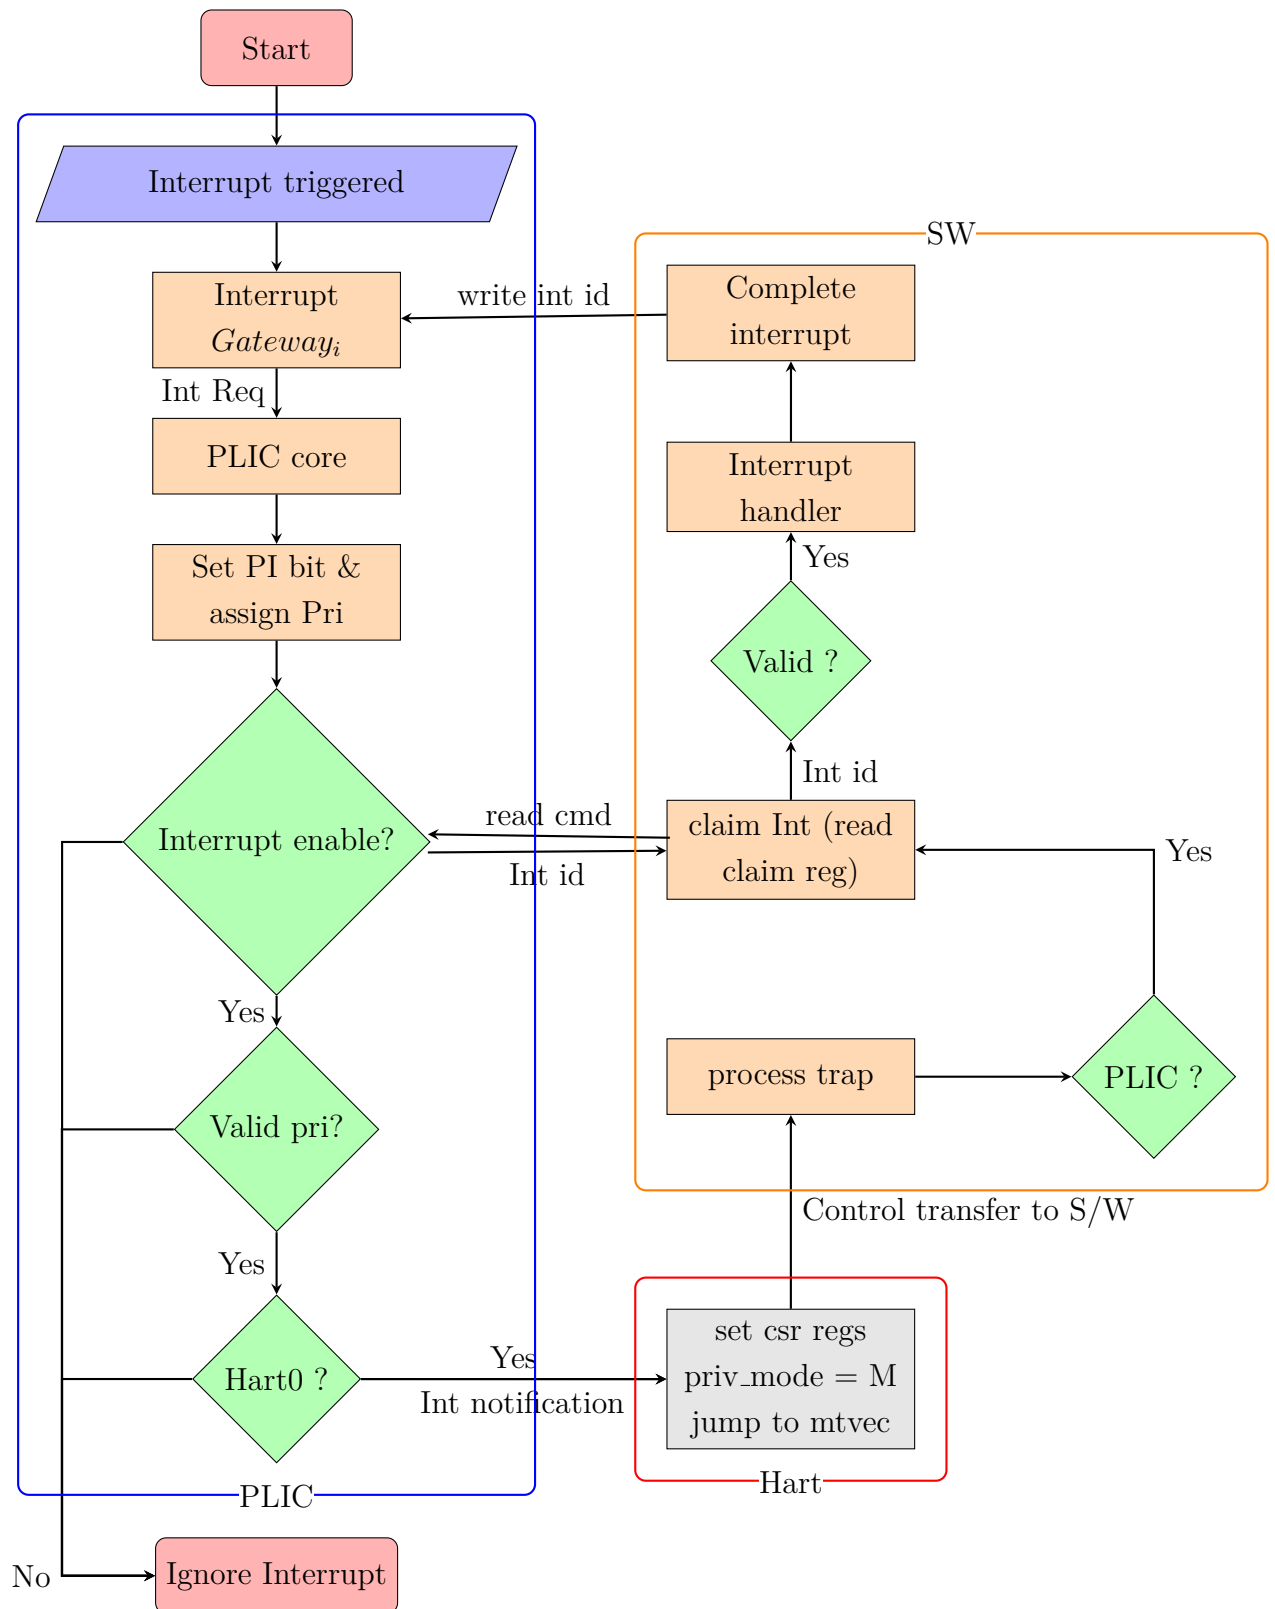 Start
Interrupt triggered
SW
Interrupt
Gateway_i
write int id
Complete
interrupt
Int Req
PLIC core
Interrupt
handler
Set PI bit &
assign Pri
Yes
Valid ?
Int id
Interrupt enable?
read cmd
Int id
claim Int (read
claim reg)
Yes
Yes
Valid pri?
process trap
PLIC ?
Control transfer to S/W
Yes
Hart0 ?
Yes
Int notification
set csr regs
priv_mode = M
jump to mtvec
Hart
PLIC
No
Ignore Interrupt